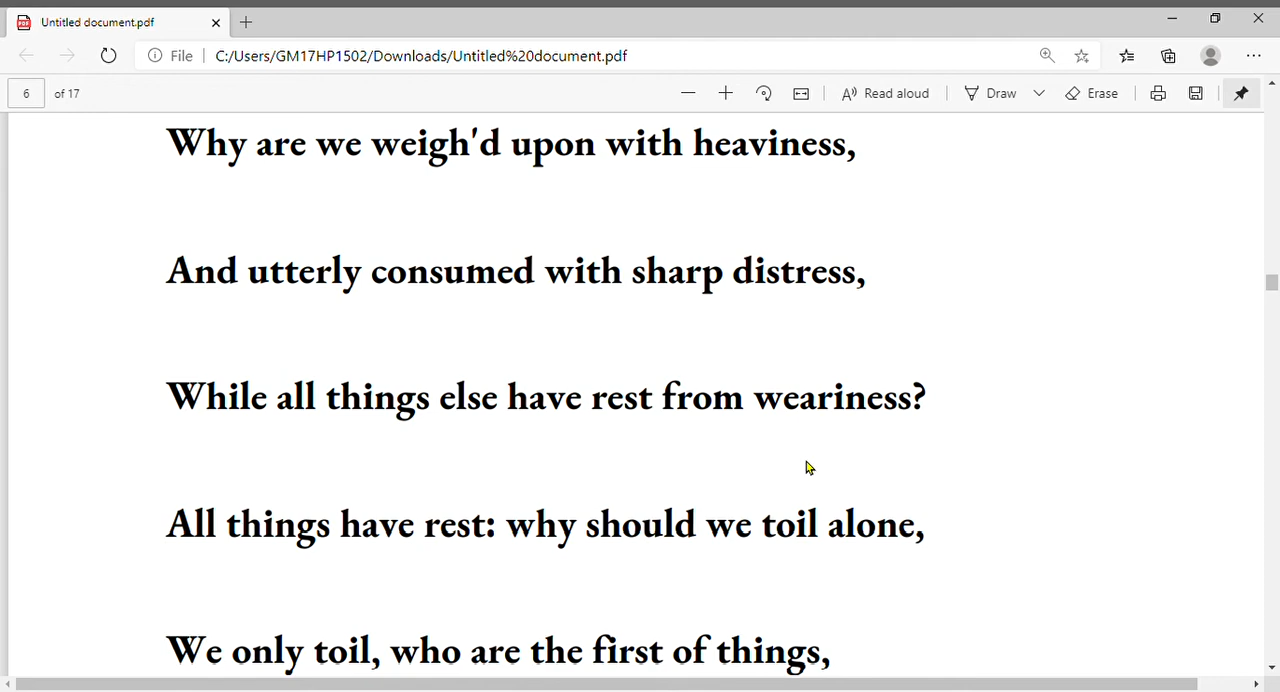 Untitled document.pdf
File
C:/Users/GM17HP1502/Downloads/Untitled%20document.pdf
6 of 17
Read aloud
Draw
Erase
Why are we weigh'd upon with heaviness,
And utterly consumed with sharp distress,
While all things else have rest from weariness?
All things have rest: why should we toil alone,
We only toil, who are the first of things,